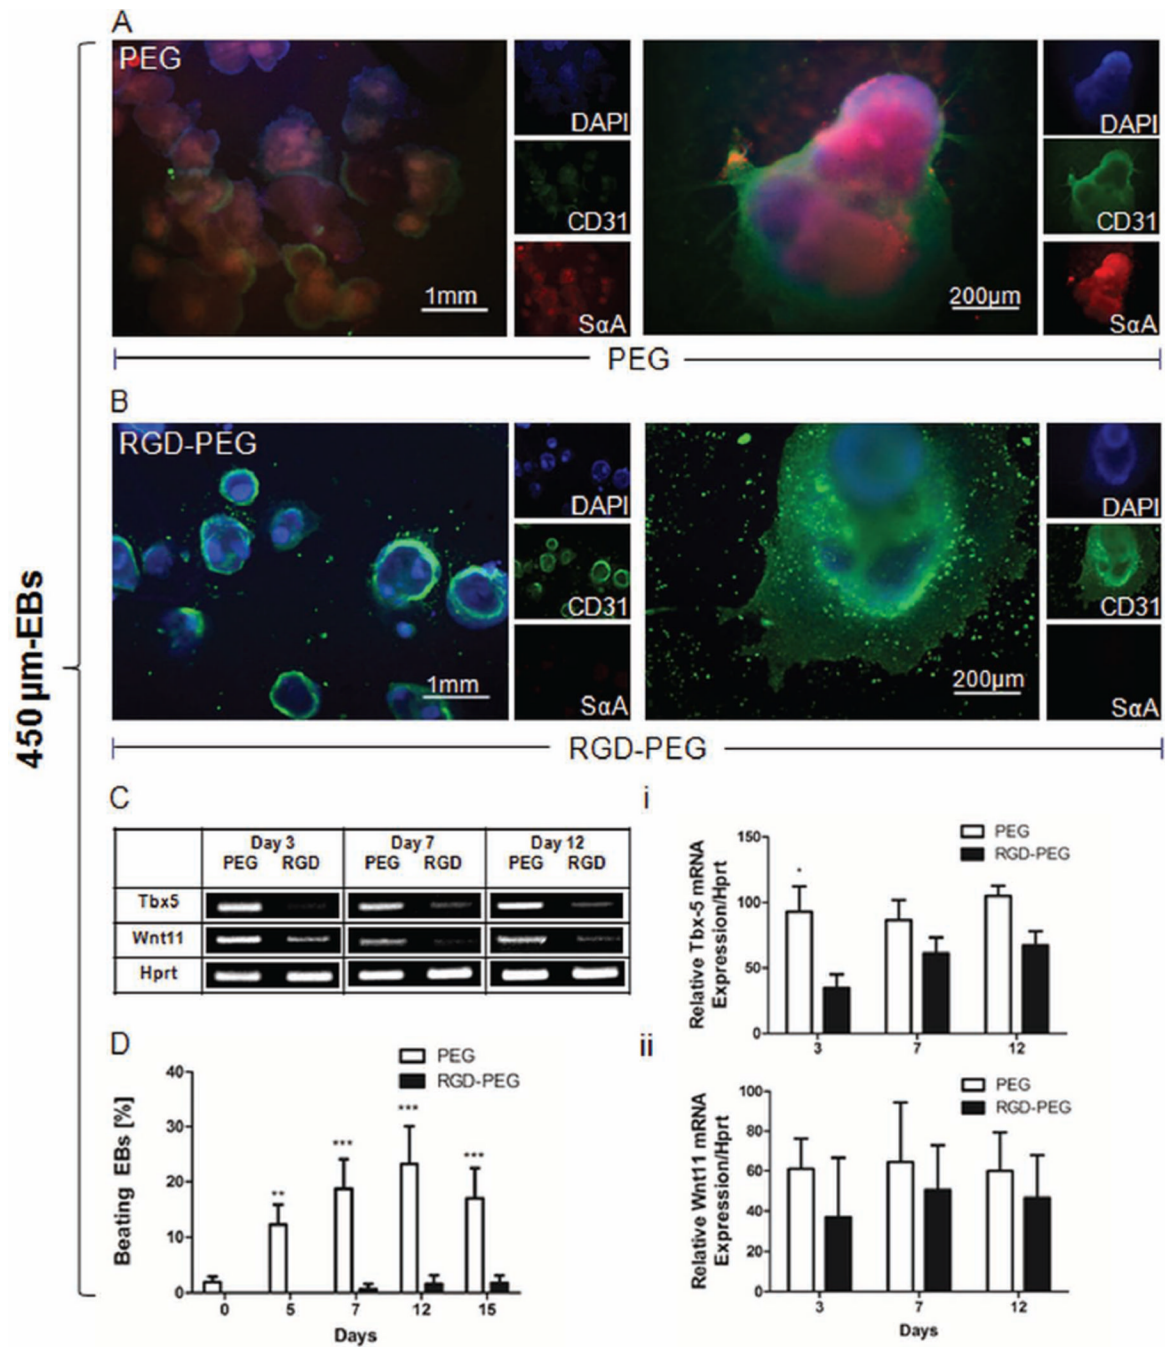 A
PEG
DAPI
CD31
SαA
1mm
DAPI
CD31
SαA
200μm
PEG
B
RGD-PEG
DAPI
CD31
SαA
1mm
DAPI
CD31
SαA
200μm
RGD-PEG
450 μm-EBs
C
Day 3
Day 7
Day 12
PEG RGD
PEG RGD
PEG RGD
Tbx5
Wnt11
Hprt
i
PEG
RGD-PEG
Relative Tbx-5 mRNA
Expression/Hprt
150
100
50
0
*
3 7 12
D
PEG
RGD-PEG
Beating EBs [%]
40
30
20
10
0
**
***
***
***
0 5 7 12 15
Days
ii
PEG
RGD-PEG
Relative Wnt11 mRNA
Expression/Hprt
100
80
60
40
20
0
3 7 12
Days